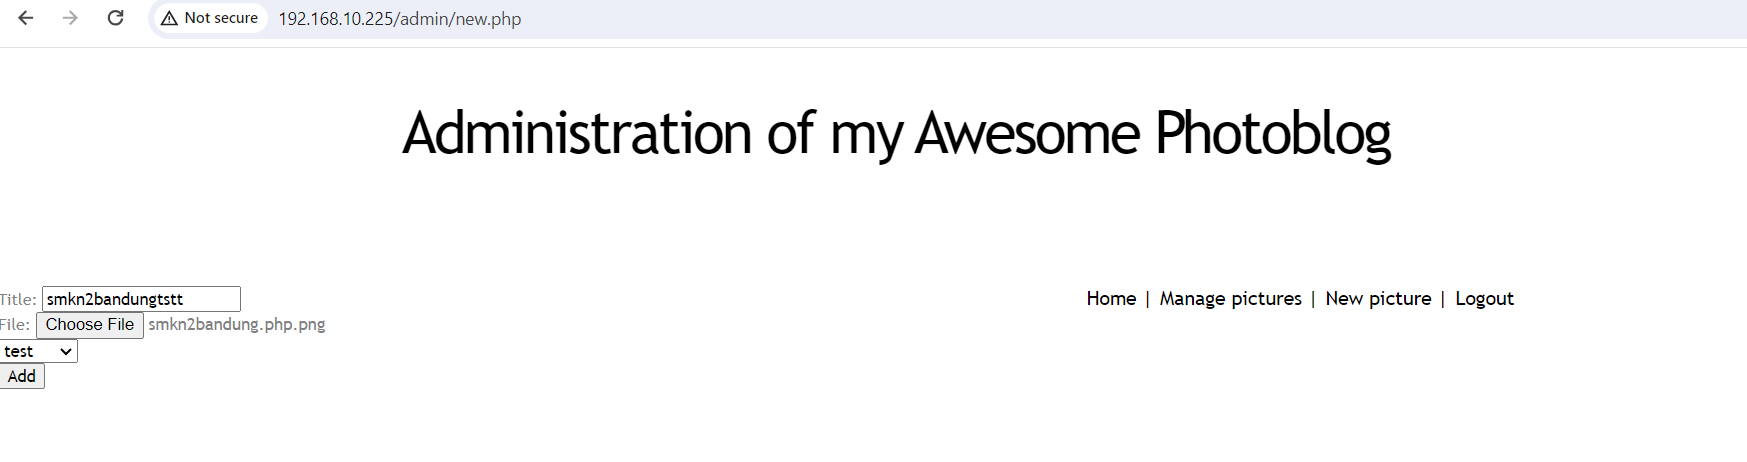 Not secure 192.168.10.225/admin/new.php
Administration of my Awesome Photoblog
Home | Manage pictures | New picture | Logout
Title: smkn2bandungtstt
File: Choose File smkn2bandung.php.png
test
Add